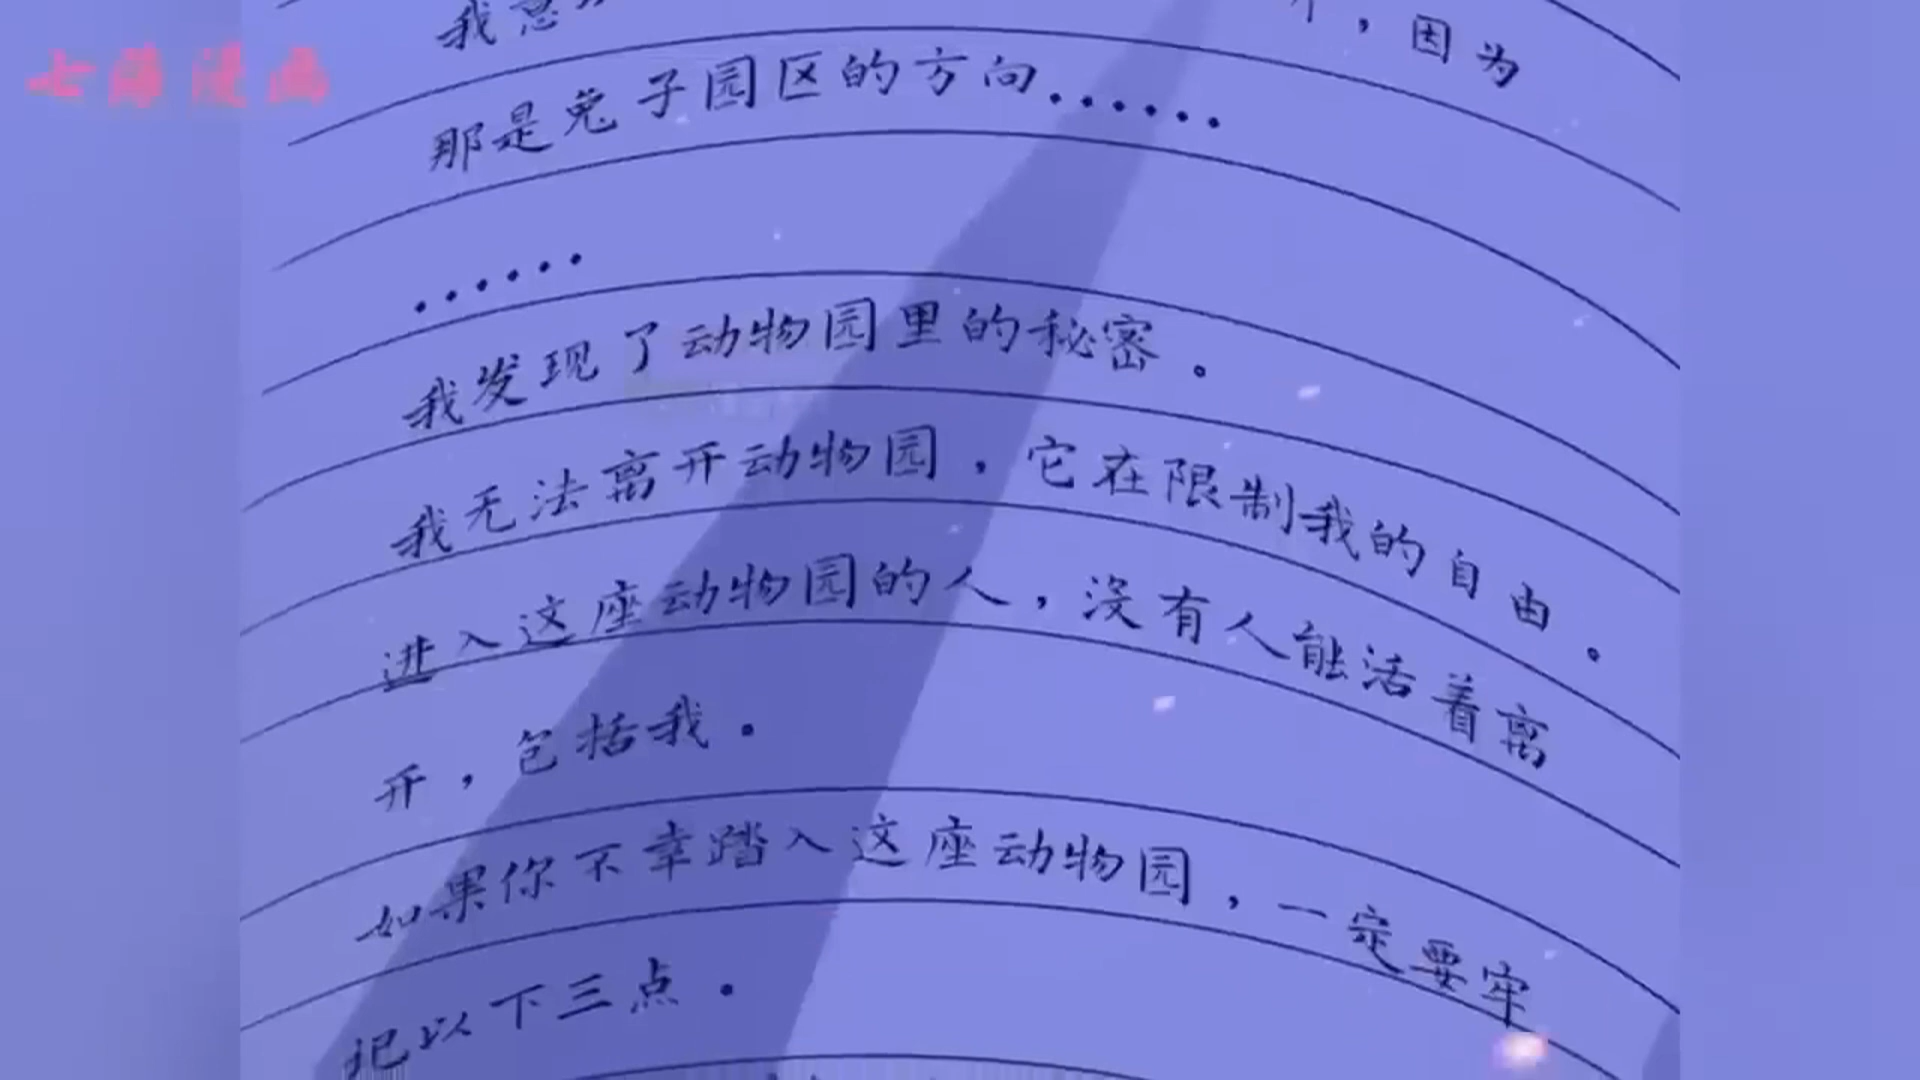 七海漫画
我
，因为
那是兔子园区的方向······
······
我发现了动物园里的秘密。
我无法离开动物园，它在限制我的自由。
进入这座动物园的人，没有人能活着离
开，包括我。
如果你不幸踏入这座动物园，一定要牢
记以下三点。